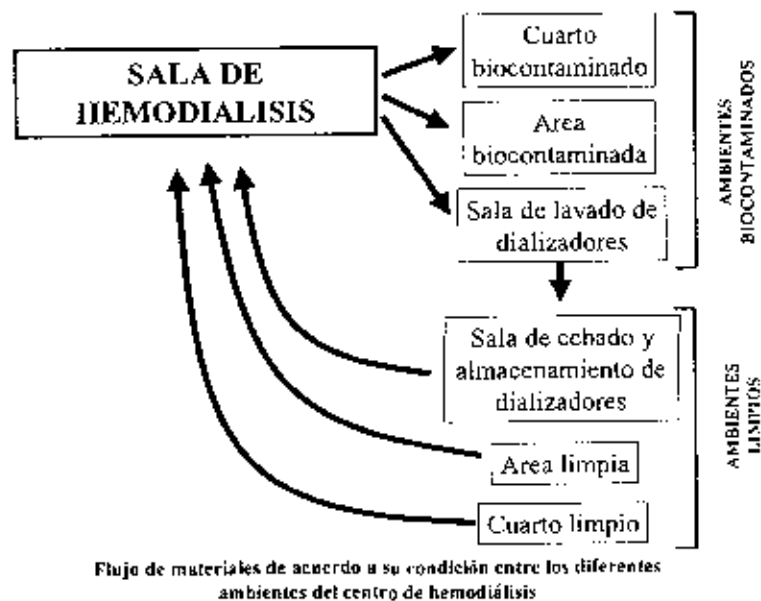 SALA DE
HEMODIALISIS
Cuarto
biocontaminado
Area
biocontaminada
Sala de lavado de
dializadores
AMBIENTES
BIOCONTAMINADOS
Sala de cebado y
almacenamiento de
dializadores
Area limpia
Cuarto limpio
AMBIENTES
LIMPIOS
Flujo de materiales de acuerdo a su condición entre los diferentes
ambientes del centro de hemodiálisis